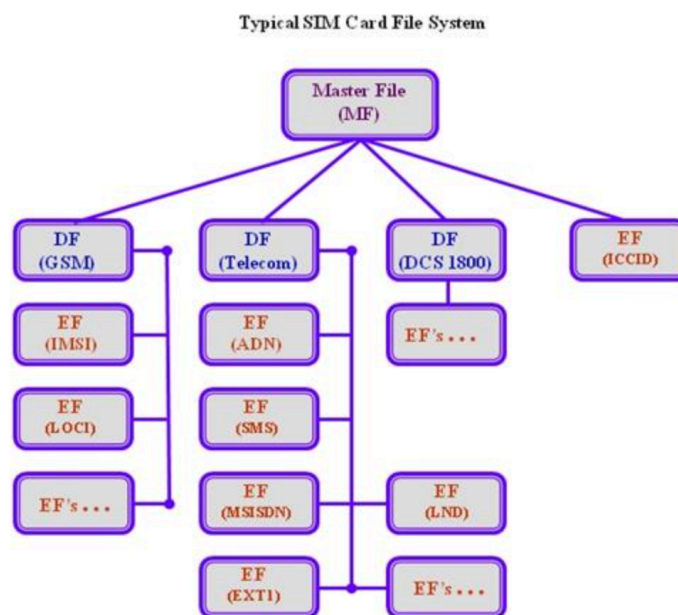 Typical SIM Card File System
Master File
(MF)
DF
(GSM)
DF
(Telecom)
DF
(DCS 1800)
EF
(ICCID)
EF
(IMSI)
EF
(ADN)
EF's...
EF
(LOCI)
EF
(SMS)
EF's...
EF
(MSISDN)
EF
(LND)
EF
(EXT1)
EF's...